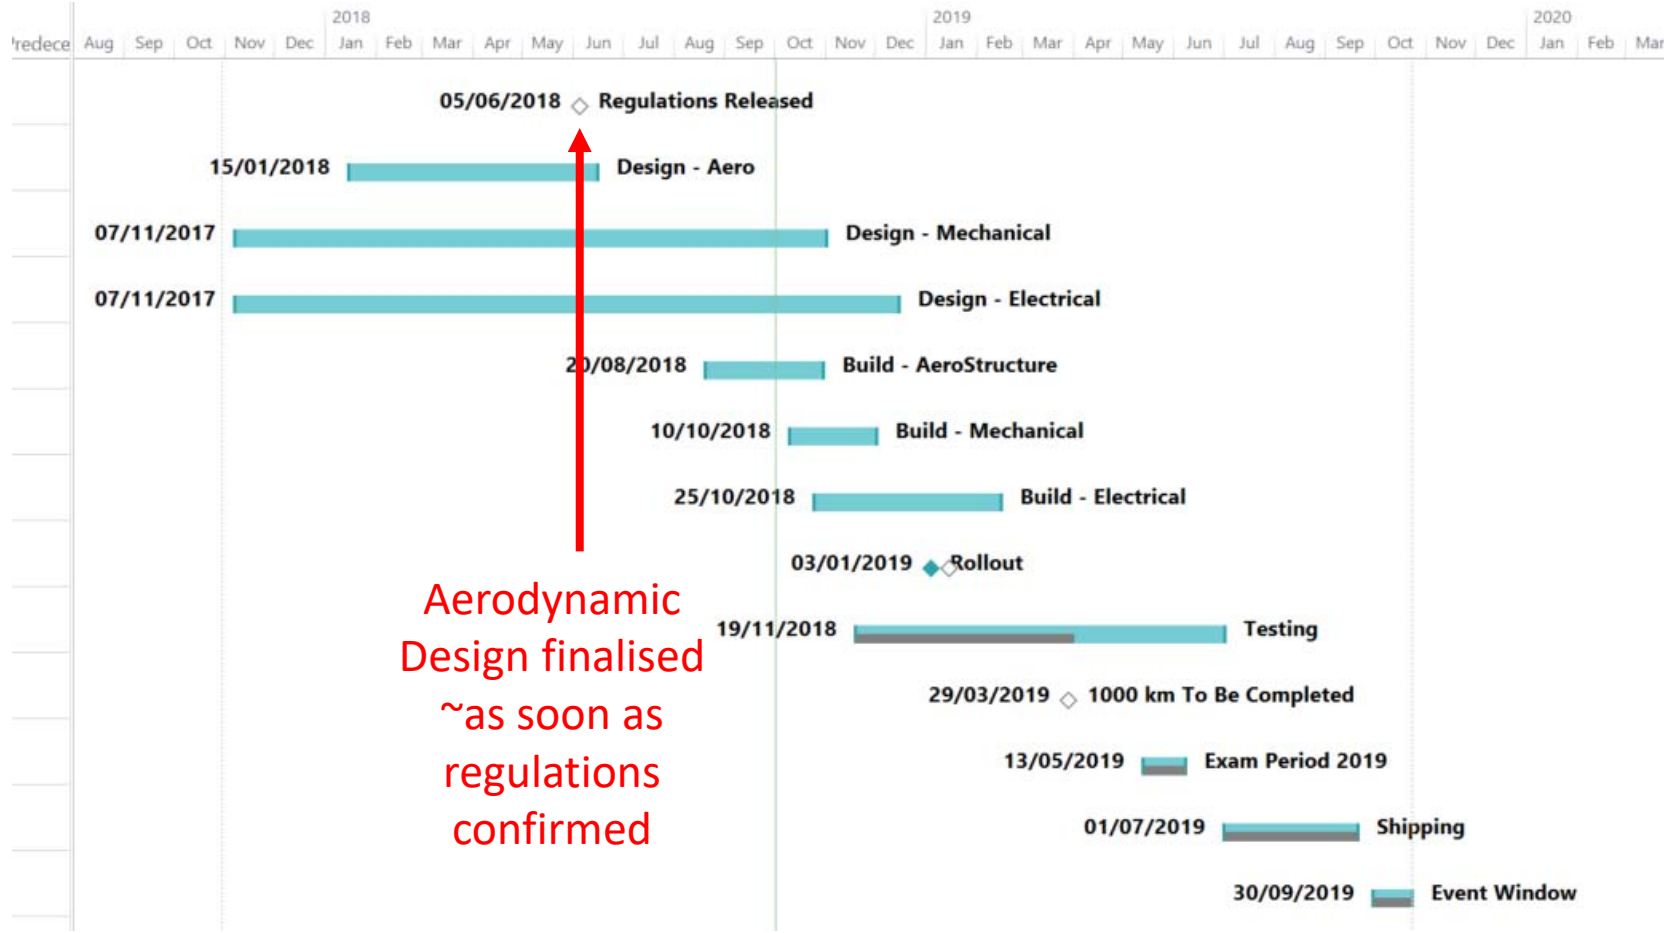 2018 2019 2020
Predece Aug Sep Oct Nov Dec Jan Feb Mar Apr May Jun Jul Aug Sep Oct Nov Dec Jan Feb Mar Apr May Jun Jul Aug Sep Oct Nov Dec Jan Feb Mar
05/06/2018 Regulations Released
15/01/2018 Design - Aero
07/11/2017 Design - Mechanical
07/11/2017 Design - Electrical
20/08/2018 Build - AeroStructure
10/10/2018 Build - Mechanical
25/10/2018 Build - Electrical
03/01/2019 Rollout
19/11/2018 Testing
29/03/2019 1000 km To Be Completed
13/05/2019 Exam Period 2019
01/07/2019 Shipping
30/09/2019 Event Window
Aerodynamic
Design finalised
~as soon as
regulations
confirmed